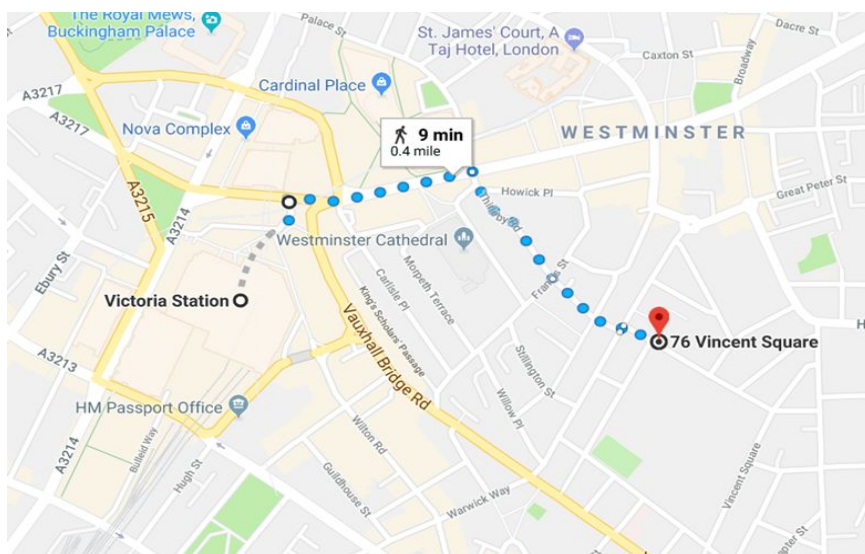 The Royal Mews,
Buckingham Palace
Palace St
St. James' Court, A
Taj Hotel, London
Caxton St
Broadway
Dacre St
A3217
Cardinal Place
A3217
Nova Complex
9 min
0.4 mile
WESTMINSTER
A3215
A3214
Howick Pl
Great Peter St
Thirleby Rd
Westminster Cathedral
Ebury St
Francis St
Morpeth Terrace
Carlisle Pl
King's Scholars' Passage
Victoria Station
76 Vincent Square
Vauxhall Bridge Rd
A3213
Stillington St
HM Passport Office
Willow Pl
A3214
Bulleid Way
Hugh St
Wilton Rd
Guildhouse St
Warwick Way
Vincent Square